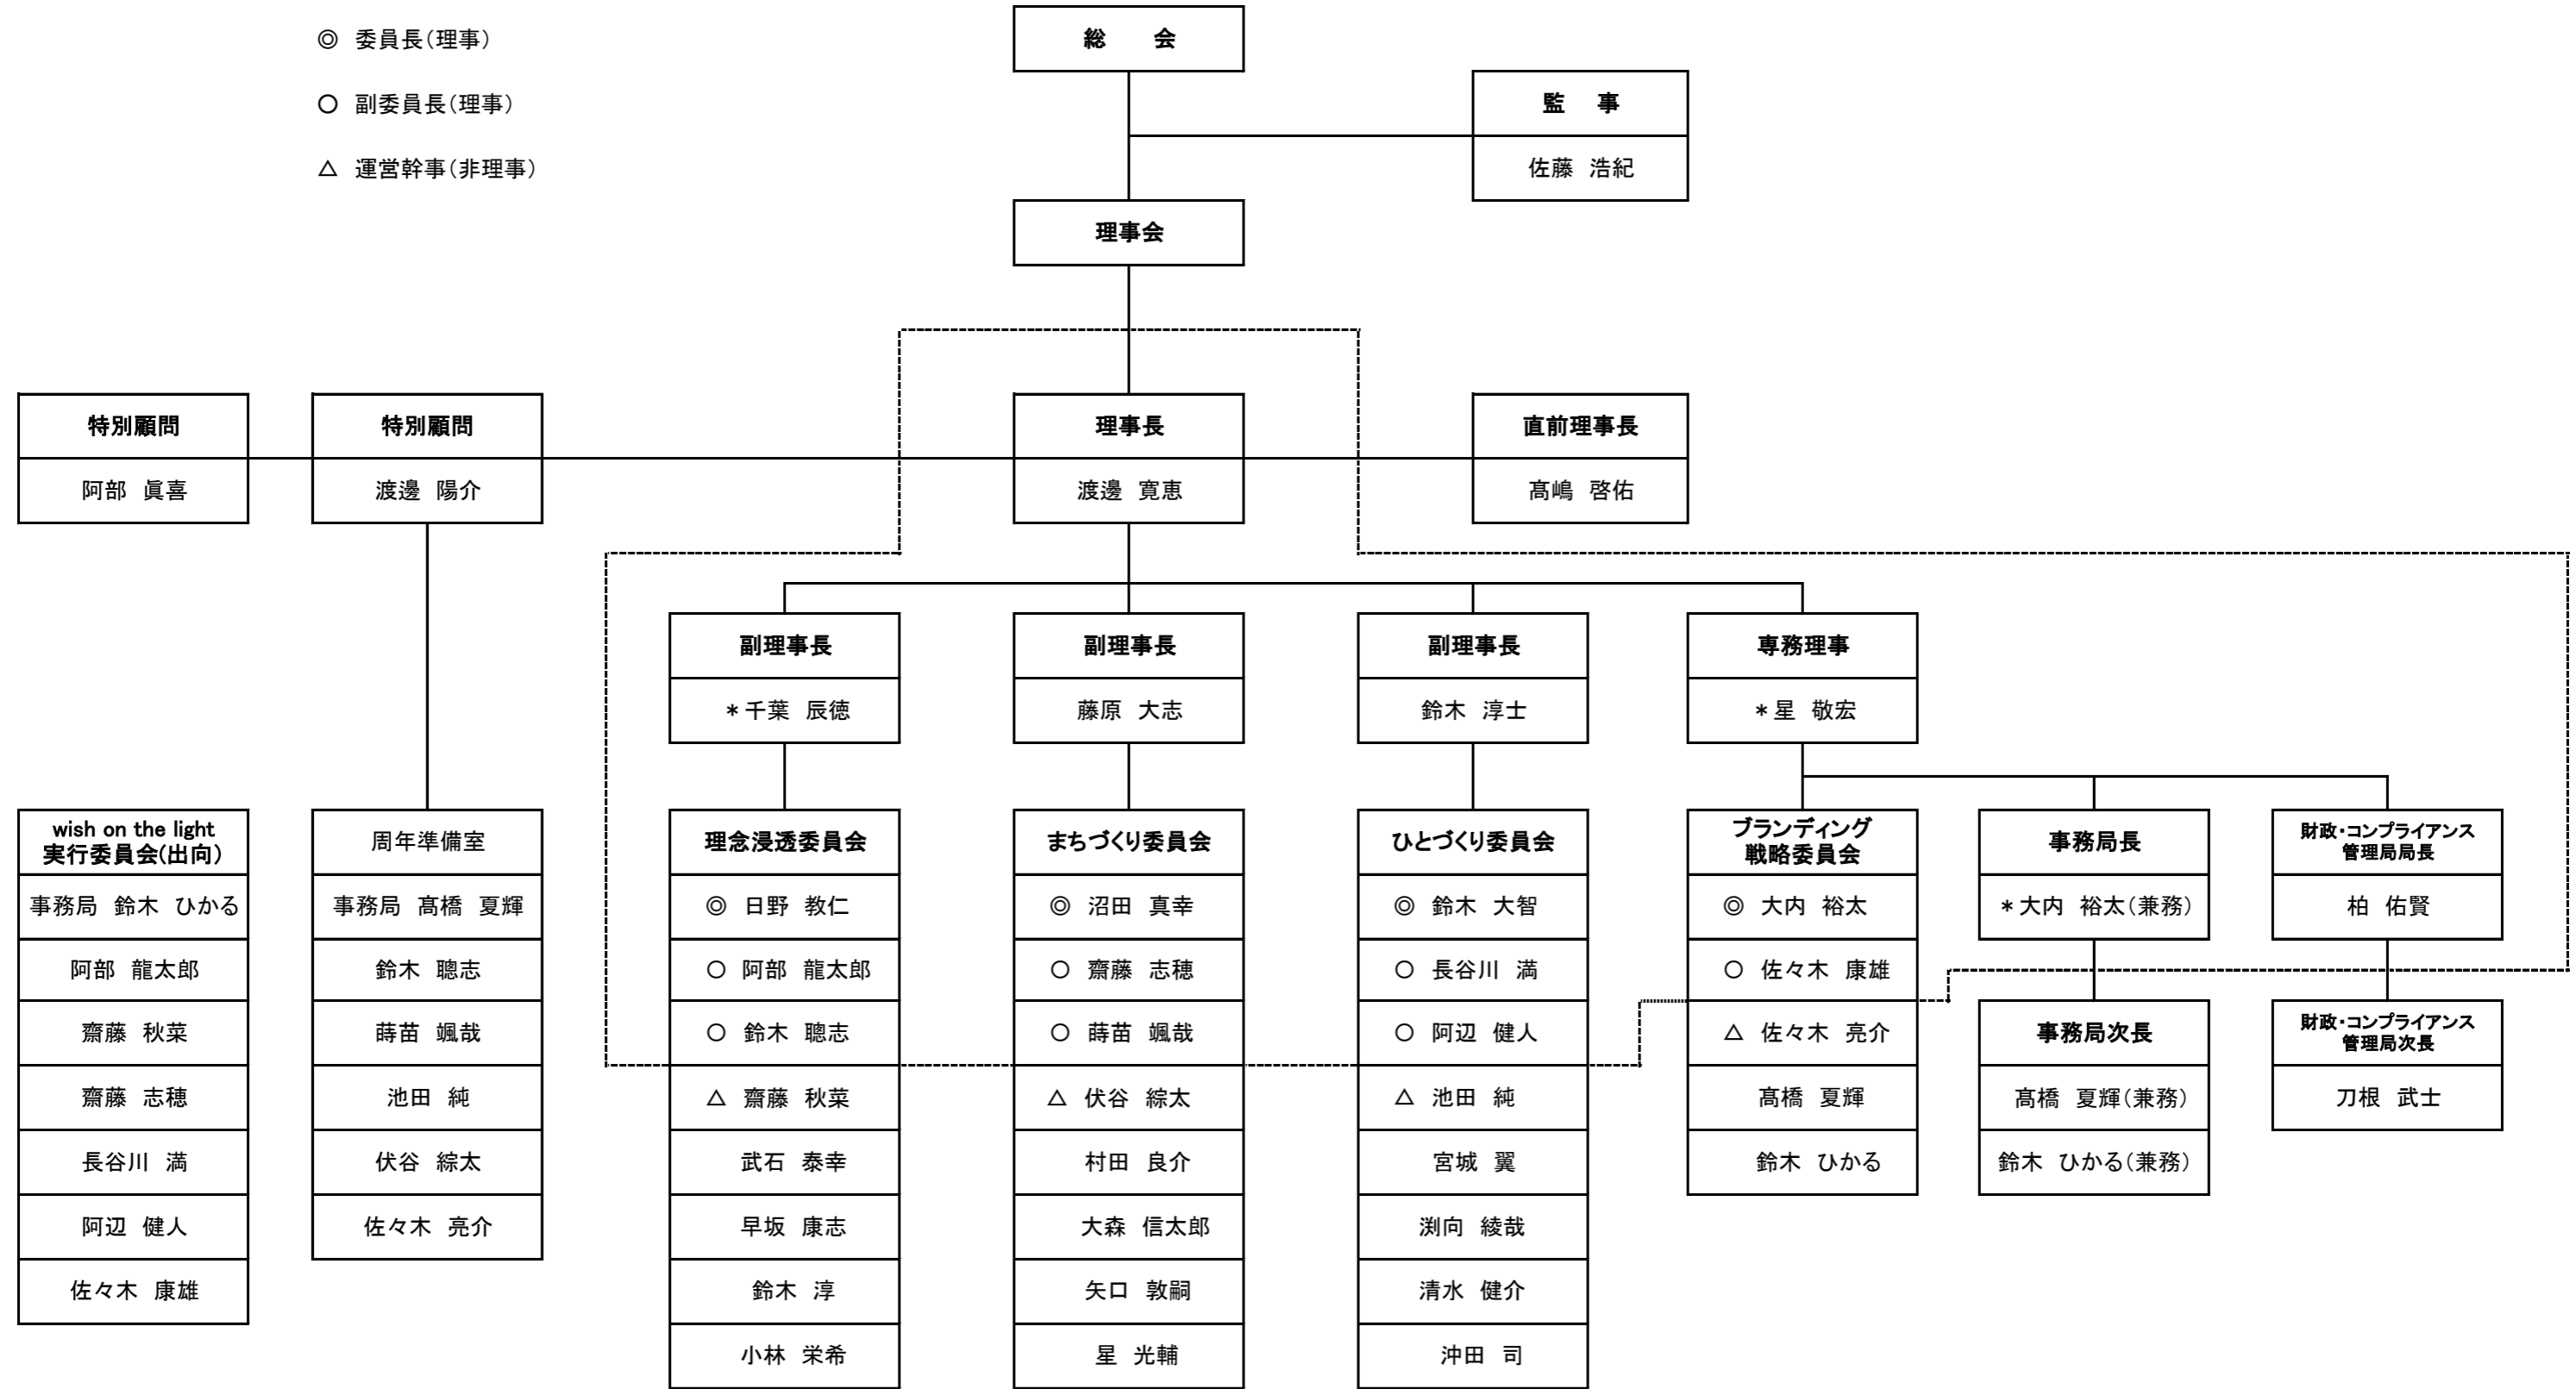 ◎ 委員長(理事)
○ 副委員長(理事)
△ 運営幹事(非理事)
総 会
監 事
佐藤 浩紀
理事会
特別顧問
阿部 眞喜
特別顧問
渡邊 陽介
理事長
渡邊 寛恵
直前理事長
髙嶋 啓佑
副理事長
*千葉 辰徳
副理事長
藤原 大志
副理事長
鈴木 淳士
専務理事
*星 敬宏
wish on the light
実行委員会(出向)
事務局 鈴木 ひかる
阿部 龍太郎
齋藤 秋菜
齋藤 志穂
長谷川 満
阿辺 健人
佐々木 康雄
周年準備室
事務局 髙橋 夏輝
鈴木 聰志
蒔苗 颯哉
池田 純
伏谷 綜太
佐々木 亮介
理念浸透委員会
◎ 日野 教仁
○ 阿部 龍太郎
○ 鈴木 聰志
△ 齋藤 秋菜
武石 泰幸
早坂 康志
鈴木 淳
小林 栄希
まちづくり委員会
◎ 沼田 真幸
○ 齋藤 志穂
○ 蒔苗 颯哉
△ 伏谷 綜太
村田 良介
大森 信太郎
矢口 敦嗣
星 光輔
ひとづくり委員会
◎ 鈴木 大智
○ 長谷川 満
○ 阿辺 健人
△ 池田 純
宮城 翼
渕向 綾哉
清水 健介
沖田 司
ブランディング
戦略委員会
◎ 大内 裕太
○ 佐々木 康雄
△ 佐々木 亮介
髙橋 夏輝
鈴木 ひかる
事務局長
*大内 裕太(兼務)
事務局次長
髙橋 夏輝(兼務)
鈴木 ひかる(兼務)
財政・コンプライアンス
管理局局長
柏 佑賢
財政・コンプライアンス
管理局次長
刀根 武士